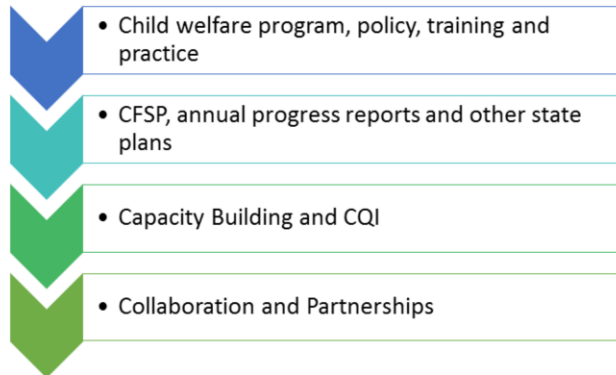 • Child welfare program, policy, training and
practice
• CFSP, annual progress reports and other state
plans
• Capacity Building and CQI
• Collaboration and Partnerships